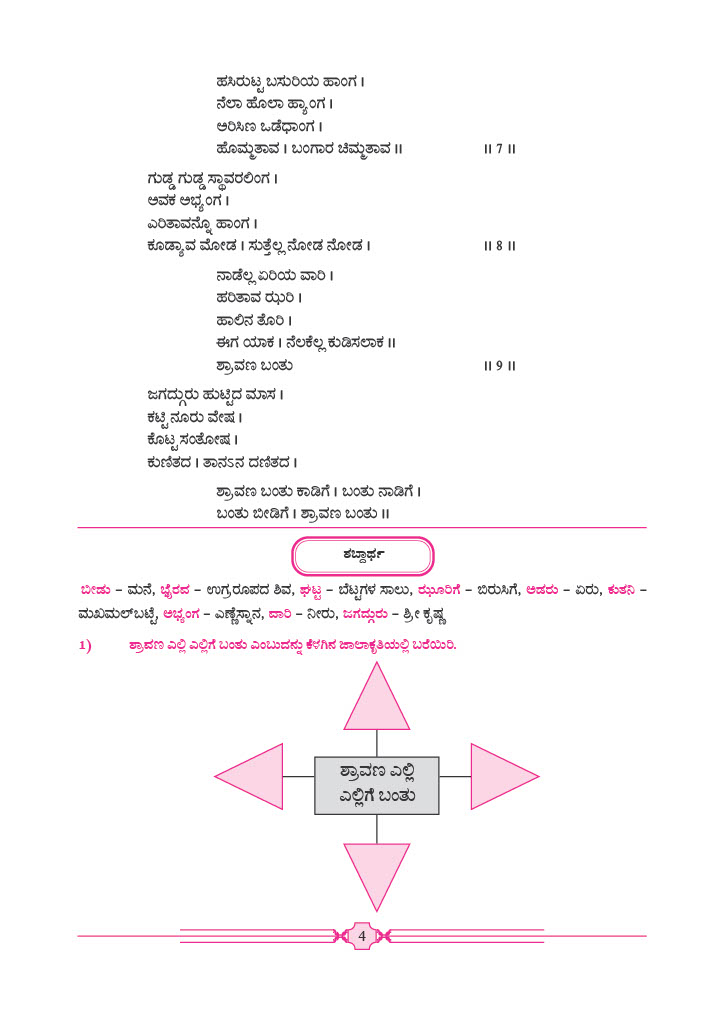 ಹಸಿರುಟ್ಟ ಬಸುರಿಯ ಹಾಂಗ ।
ನೆಲಾ ಹೊಲಾ ಹ್ಯಾಂಗ ।
ಅರಿಸಿಣ ಒಡೆಧಾಂಗ ।
ಹೊಮ್ಮತಾವ । ಬಂಗಾರ ಚಿಮ್ಮತಾವ ॥ ॥ 7 ॥
ಗುಡ್ಡ ಗುಡ್ಡ ಸ್ಥಾವರಲಿಂಗ ।
ಅವಕ ಅಭ್ಯಂಗ ।
ಎರಿತಾವನ್ನೊ ಹಾಂಗ ।
ಕೂಡ್ಯಾವ ಮೋಡ । ಸುತ್ತೆಲ್ಲ ನೋಡ ನೋಡ । ॥ 8 ॥
ನಾಡೆಲ್ಲ ಏರಿಯ ವಾರಿ ।
ಹರಿತಾವ ಝರಿ ।
ಹಾಲಿನ ತೊರಿ ।
ಈಗ ಯಾಕ । ನೆಲಕೆಲ್ಲ ಕುಡಿಸಲಾಕ ॥
ಶ್ರಾವಣ ಬಂತು ॥ 9 ॥
ಜಗದ್ಗುರು ಹುಟ್ಟಿದ ಮಾಸ ।
ಕಟ್ಟಿ ನೂರು ವೇಷ ।
ಕೊಟ್ಟ ಸಂತೋಷ ।
ಕುಣಿತದ । ತಾನಽನ ದಣಿತದ ।
ಶ್ರಾವಣ ಬಂತು ಕಾಡಿಗೆ । ಬಂತು ನಾಡಿಗೆ ।
ಬಂತು ಬೀಡಿಗೆ । ಶ್ರಾವಣ ಬಂತು ॥
ಶಬ್ದಾರ್ಥ
ಬೀಡು – ಮನೆ, ಭೈರವ – ಉಗ್ರರೂಪದ ಶಿವ, ಘಟ್ಟ – ಬೆಟ್ಟಗಳ ಸಾಲು, ಝೂರಿಗೆ – ಬಿರುಸಿಗೆ, ಅಡರು – ಏರು, ಕುತನಿ –
ಮಖಮಲ್‌ಬಟ್ಟೆ, ಅಭ್ಯಂಗ – ಎಣ್ಣೆಸ್ನಾನ, ವಾರಿ – ನೀರು, ಜಗದ್ಗುರು – ಶ್ರೀ ಕೃಷ್ಣ
1) ಶ್ರಾವಣ ಎಲ್ಲಿ ಎಲ್ಲಿಗೆ ಬಂತು ಎಂಬುದನ್ನು ಕೆಳಗಿನ ಜಾಲಾಕೃತಿಯಲ್ಲಿ ಬರೆಯಿರಿ.
ಶ್ರಾವಣ ಎಲ್ಲಿ
ಎಲ್ಲಿಗೆ ಬಂತು
4